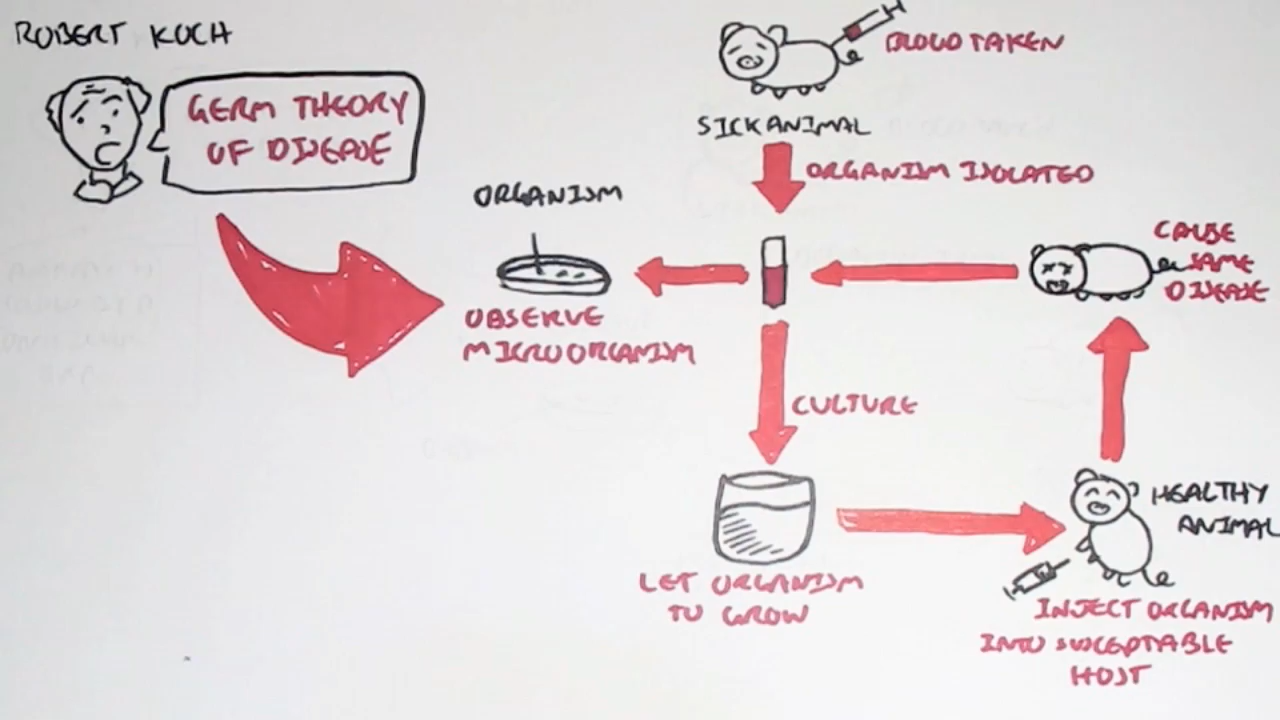 ROBERT KOCH
GERM THEORY
OF DISEASE
BLOOD TAKEN
SICK ANIMAL
ORGANISM ISOLATED
ORGANISM
OBSERVE
MICROORGANISM
CAUSE
SAME
DISEASE
CULTURE
HEALTHY
ANIMAL
LET ORGANISM
TO GROW
INJECT ORGANISM
INTO SUSCEPTABLE
HOST